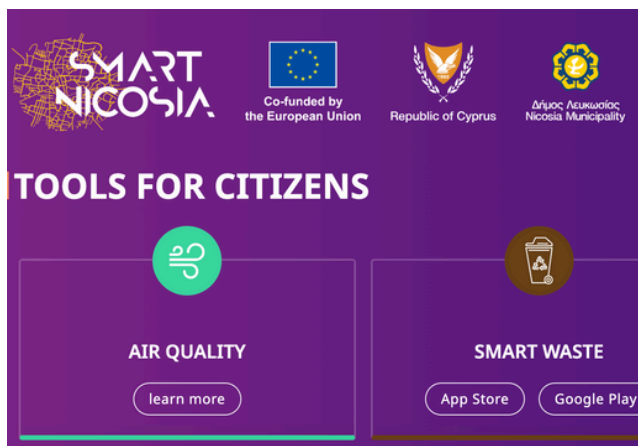 SMART
NICOSIA
Co-funded by
the European Union
Republic of Cyprus
Δήμος Λευκωσίας
Nicosia Municipality
TOOLS FOR CITIZENS
AIR QUALITY
learn more
SMART WASTE
App Store
Google Play